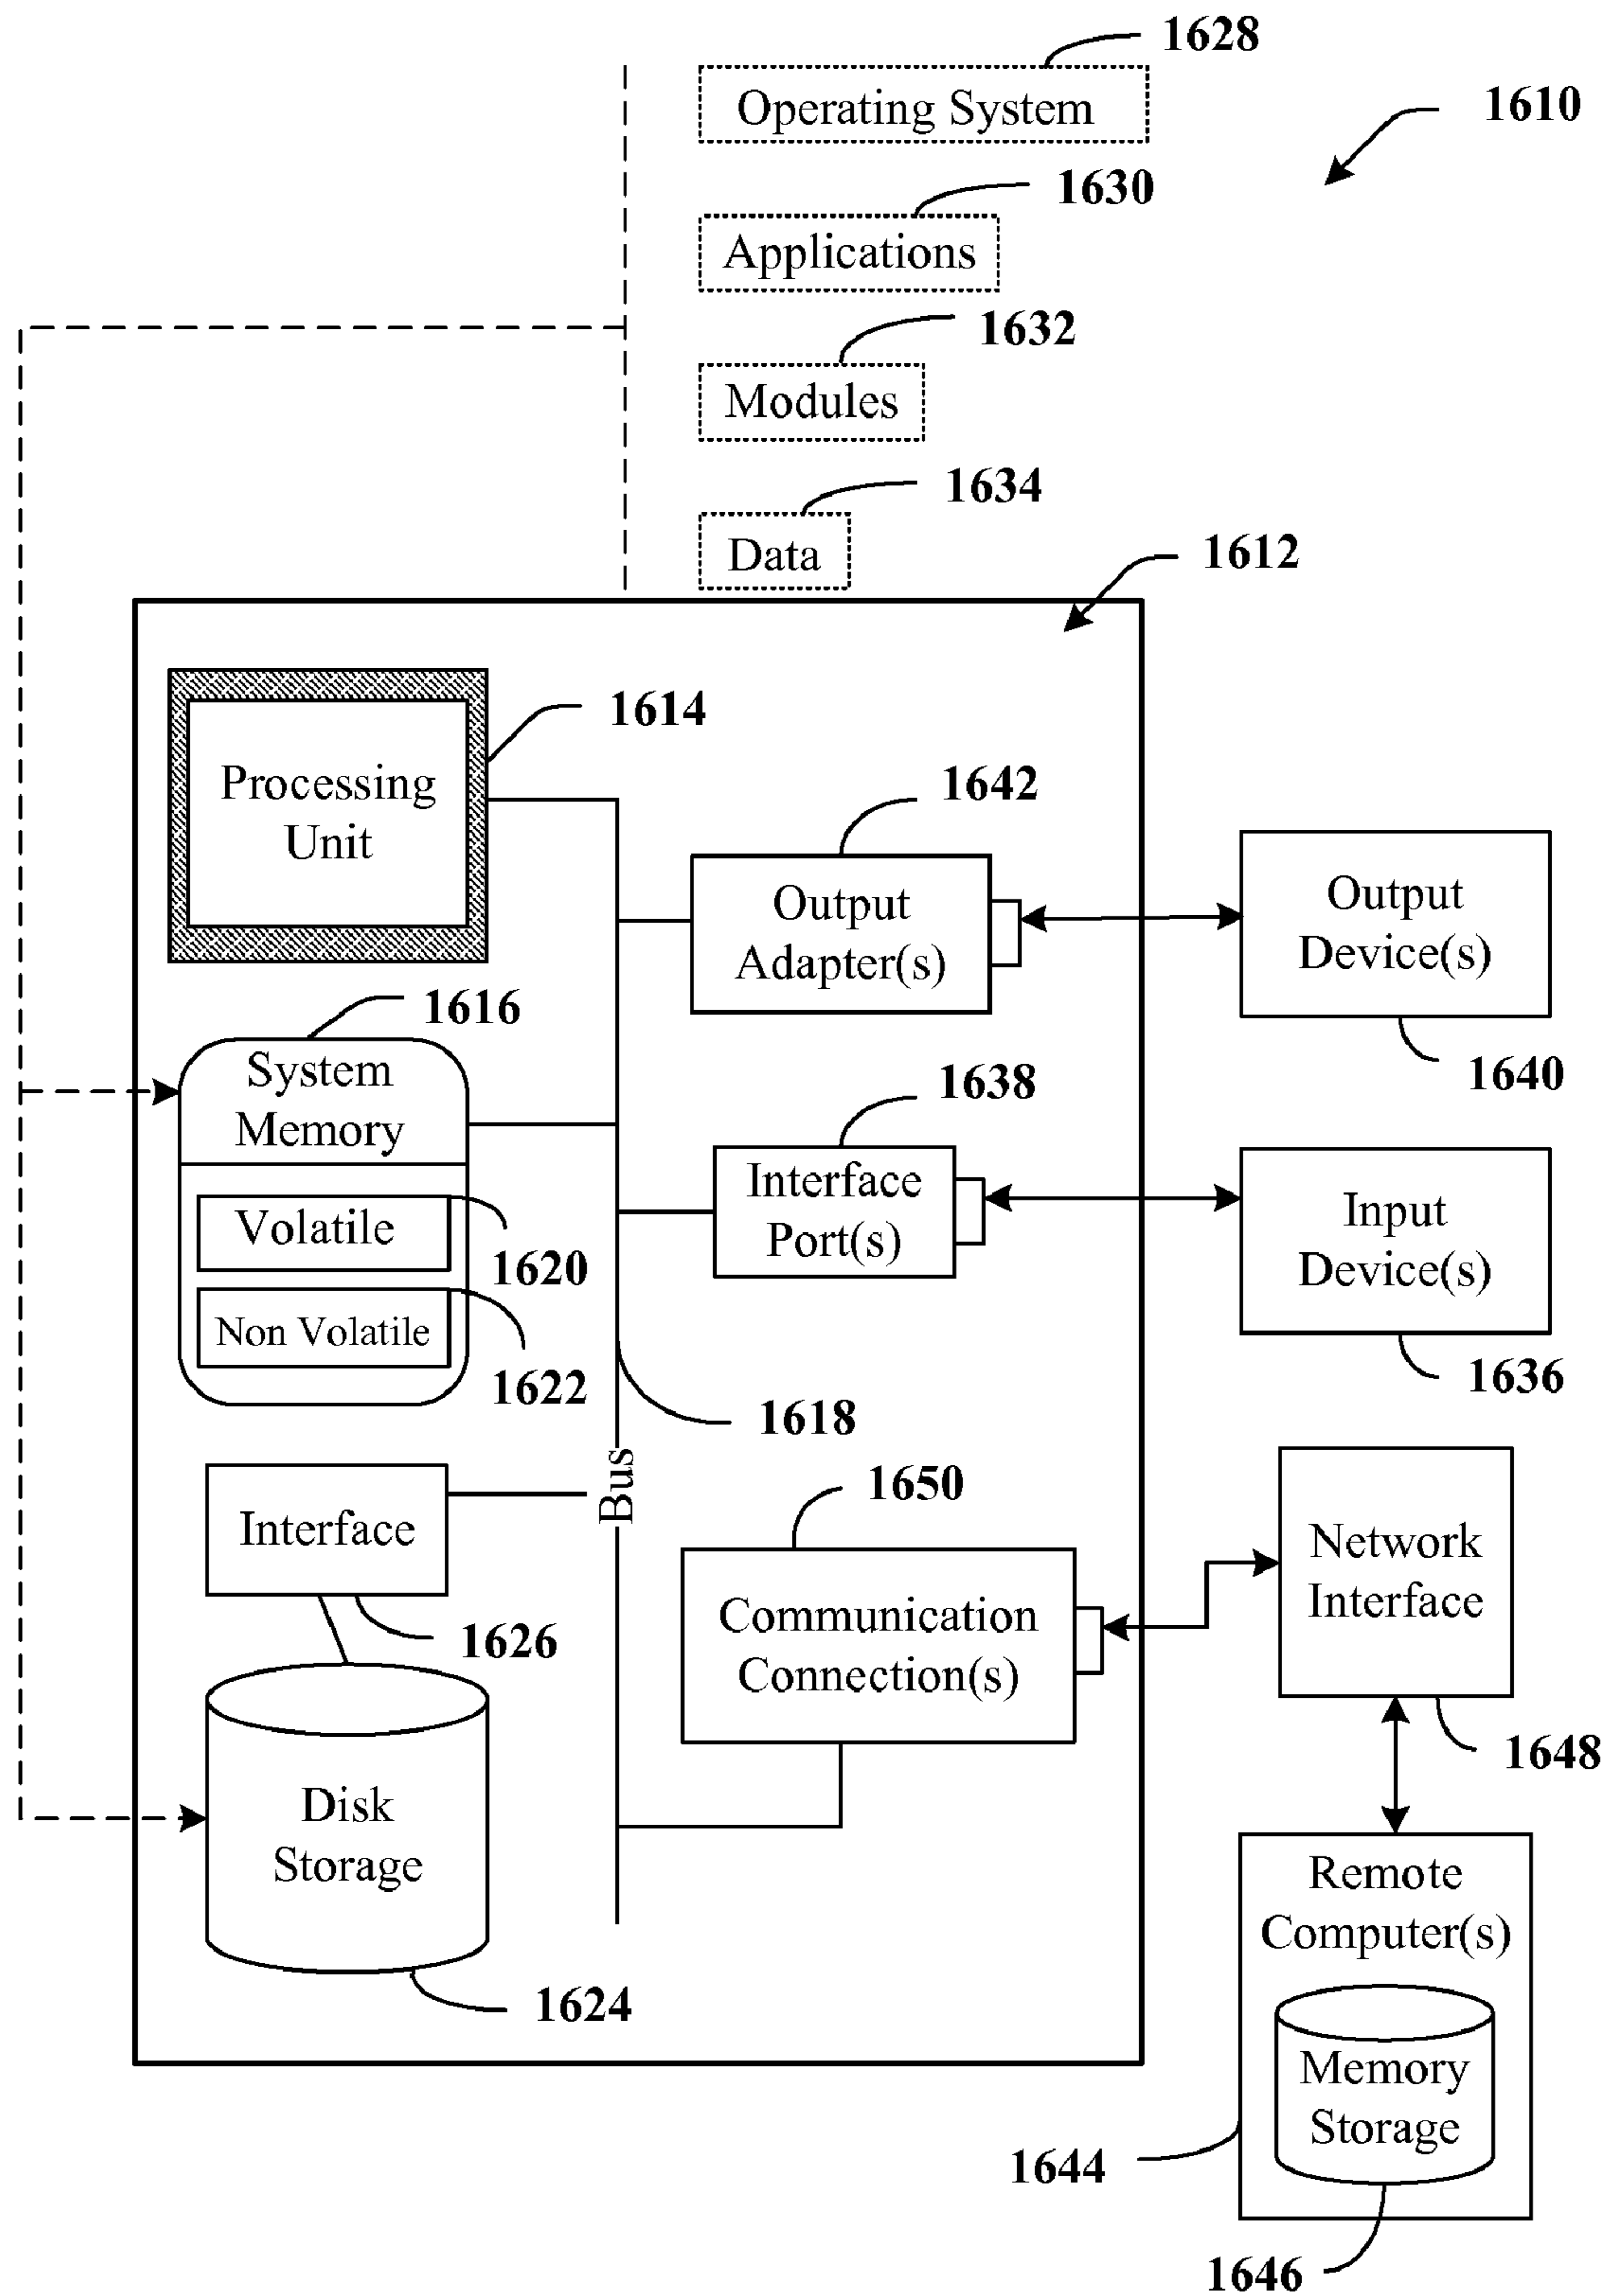 1628
Operating System
1610
1630
Applications
1632
Modules
1634
Data
1612
1614
Processing
Unit
1642
Output
Adapter(s)
Output
Device(s)
1640
1616
System
Memory
Volatile
1620
Non Volatile
1622
1638
Interface
Port(s)
Input
Device(s)
1636
1618
Bus
Interface
1626
1650
Communication
Connection(s)
Network
Interface
1648
Disk
Storage
1624
Remote
Computer(s)
Memory
Storage
1644
1646